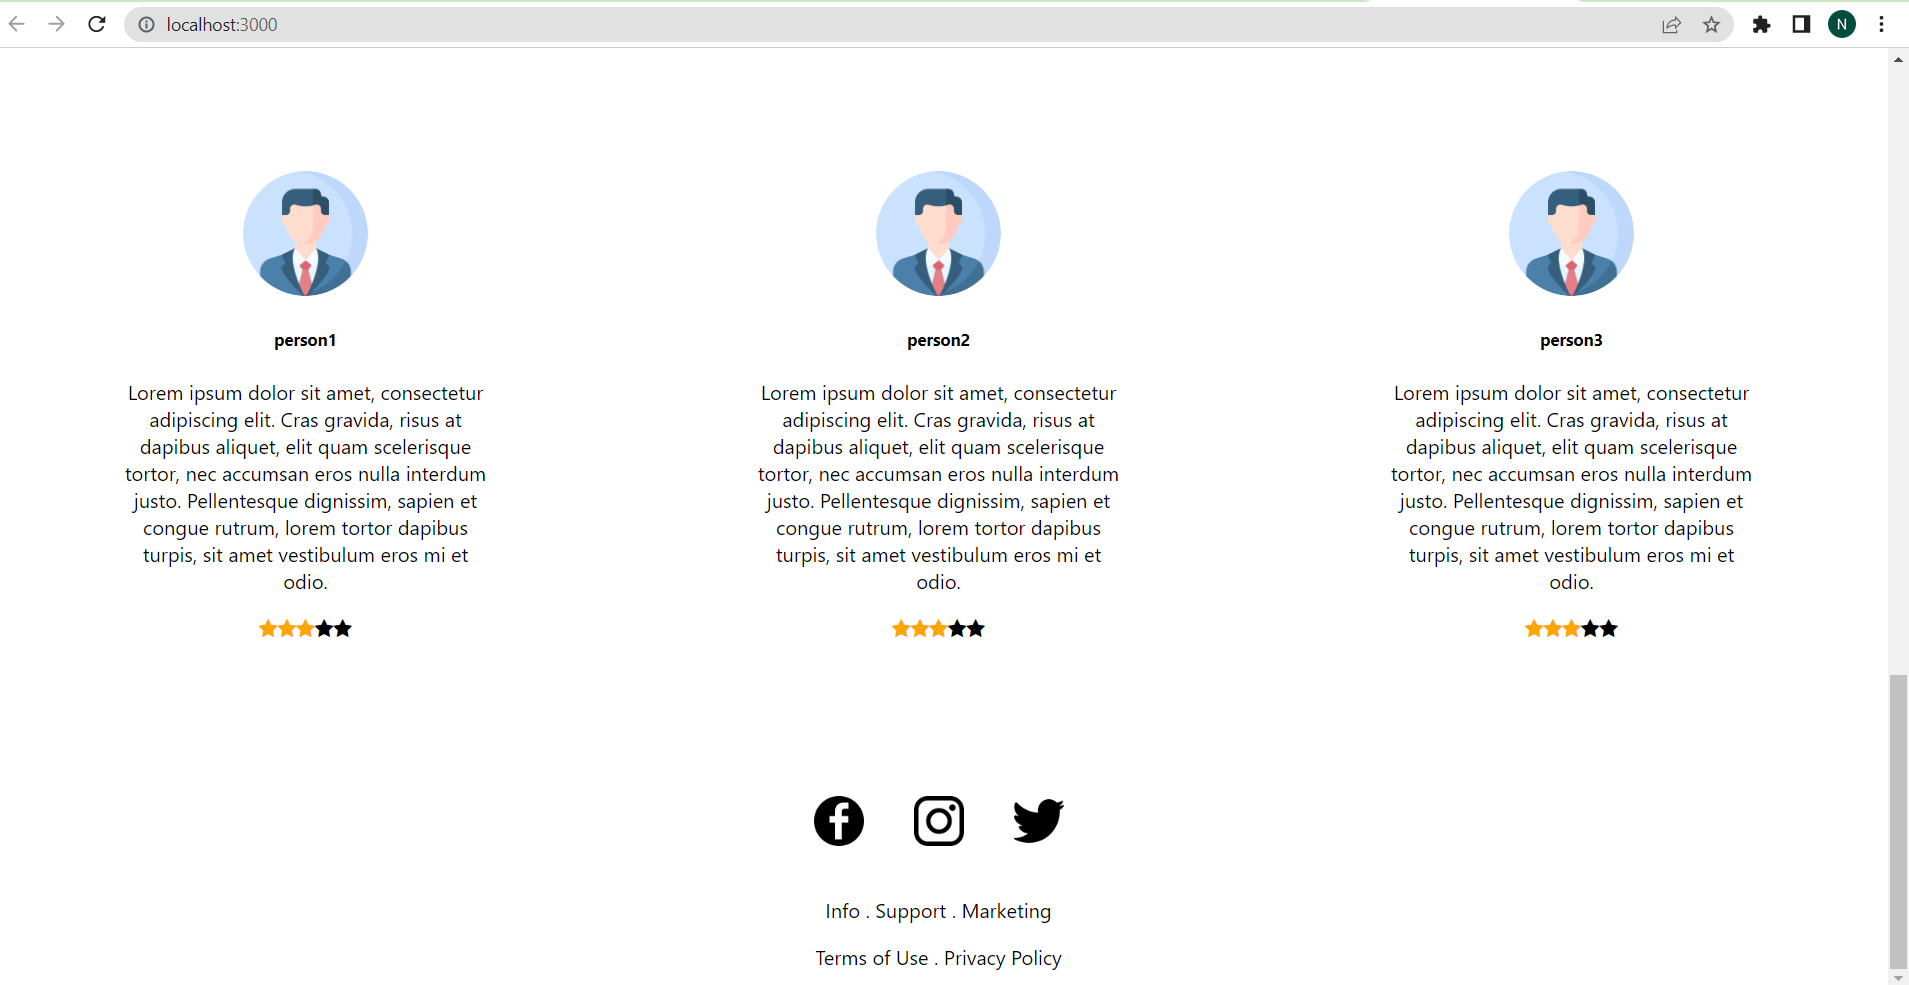 localhost:3000
N
person1
Lorem ipsum dolor sit amet, consectetur
adipiscing elit. Cras gravida, risus at
dapibus aliquet, elit quam scelerisque
tortor, nec accumsan eros nulla interdum
justo. Pellentesque dignissim, sapien et
congue rutrum, lorem tortor dapibus
turpis, sit amet vestibulum eros mi et
odio.
person2
Lorem ipsum dolor sit amet, consectetur
adipiscing elit. Cras gravida, risus at
dapibus aliquet, elit quam scelerisque
tortor, nec accumsan eros nulla interdum
justo. Pellentesque dignissim, sapien et
congue rutrum, lorem tortor dapibus
turpis, sit amet vestibulum eros mi et
odio.
person3
Lorem ipsum dolor sit amet, consectetur
adipiscing elit. Cras gravida, risus at
dapibus aliquet, elit quam scelerisque
tortor, nec accumsan eros nulla interdum
justo. Pellentesque dignissim, sapien et
congue rutrum, lorem tortor dapibus
turpis, sit amet vestibulum eros mi et
odio.
Info . Support . Marketing
Terms of Use . Privacy Policy